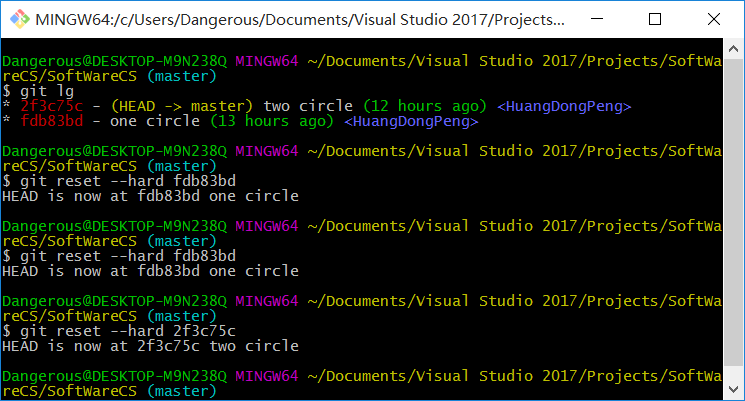 MINGW64:/c/Users/Dangerous/Documents/Visual Studio 2017/Projects...
Dangerous@DESKTOP-M9N238Q MINGW64 ~/Documents/Visual Studio 2017/Projects/SoftWa
reCS/SoftWareCS (master)
$ git lg
* 2f3c75c - (HEAD -> master) two circle (12 hours ago) <HuangDongPeng>
* fdb83bd - one circle (13 hours ago) <HuangDongPeng>
Dangerous@DESKTOP-M9N238Q MINGW64 ~/Documents/Visual Studio 2017/Projects/SoftWa
reCS/SoftWareCS (master)
$ git reset --hard fdb83bd
HEAD is now at fdb83bd one circle
Dangerous@DESKTOP-M9N238Q MINGW64 ~/Documents/Visual Studio 2017/Projects/SoftWa
reCS/SoftWareCS (master)
$ git reset --hard fdb83bd
HEAD is now at fdb83bd one circle
Dangerous@DESKTOP-M9N238Q MINGW64 ~/Documents/Visual Studio 2017/Projects/SoftWa
reCS/SoftWareCS (master)
$ git reset --hard 2f3c75c
HEAD is now at 2f3c75c two circle
Dangerous@DESKTOP-M9N238Q MINGW64 ~/Documents/Visual Studio 2017/Projects/SoftWa
reCS/SoftWareCS (master)